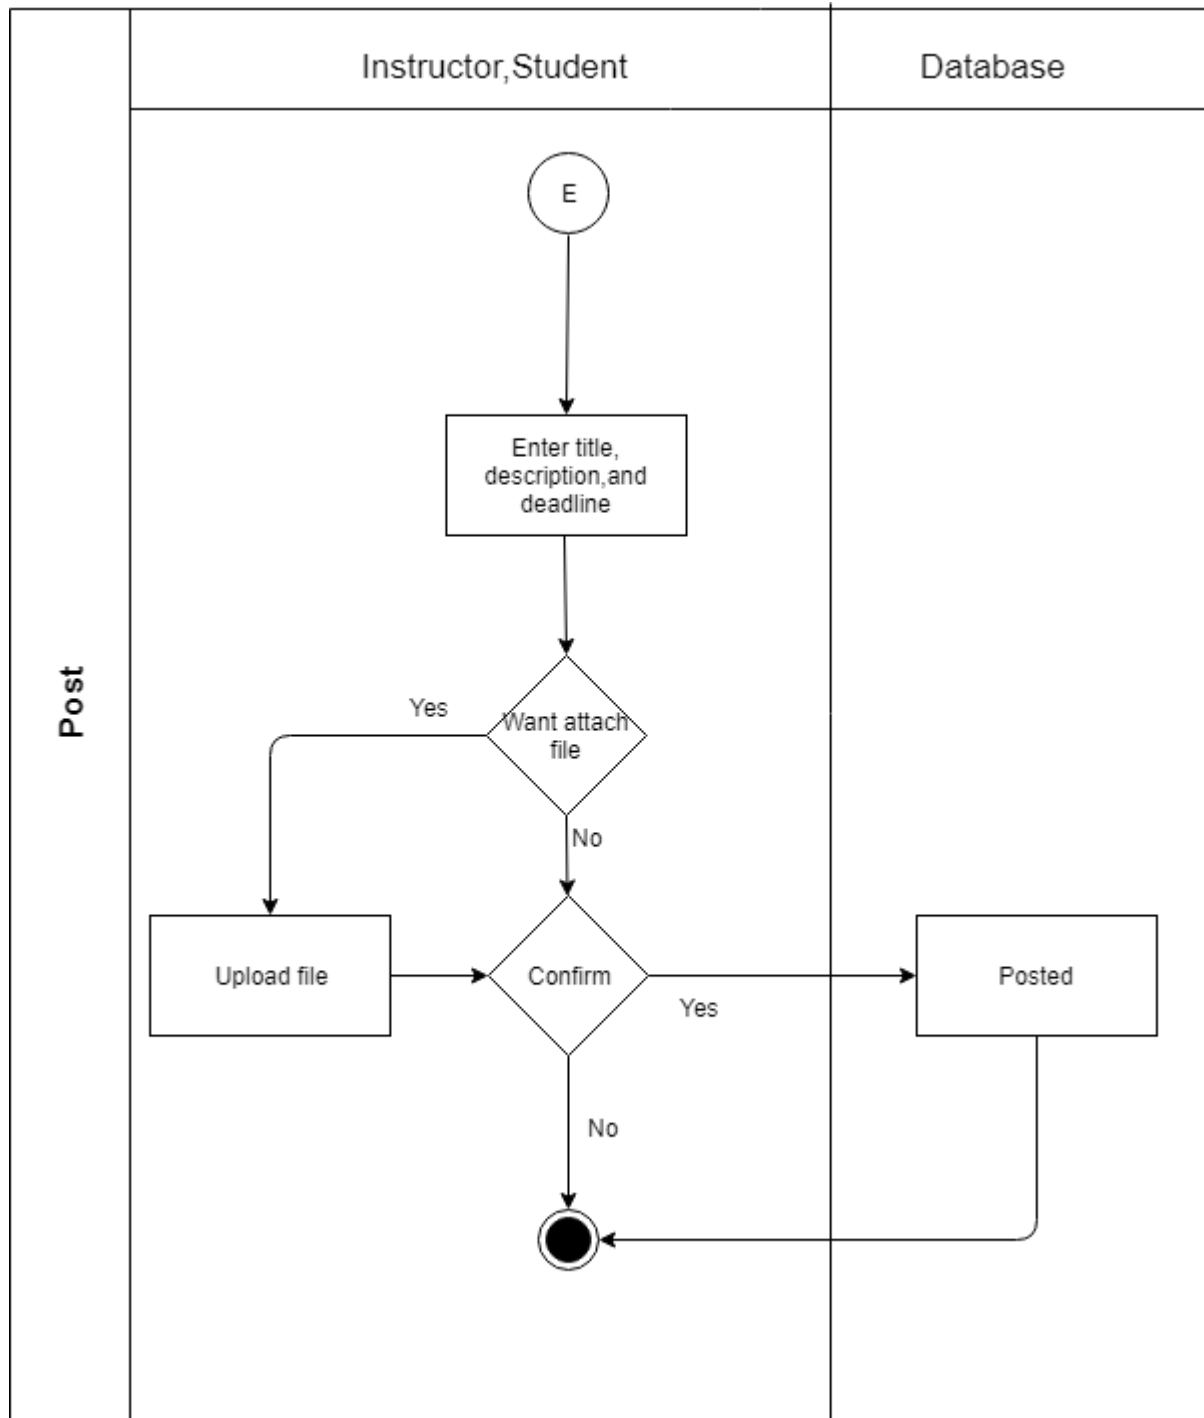 Instructor,Student
Database
E
Enter title,
description,and
deadline
Post
Yes
Want attach
file
No
Upload file
Confirm
Yes
Posted
No